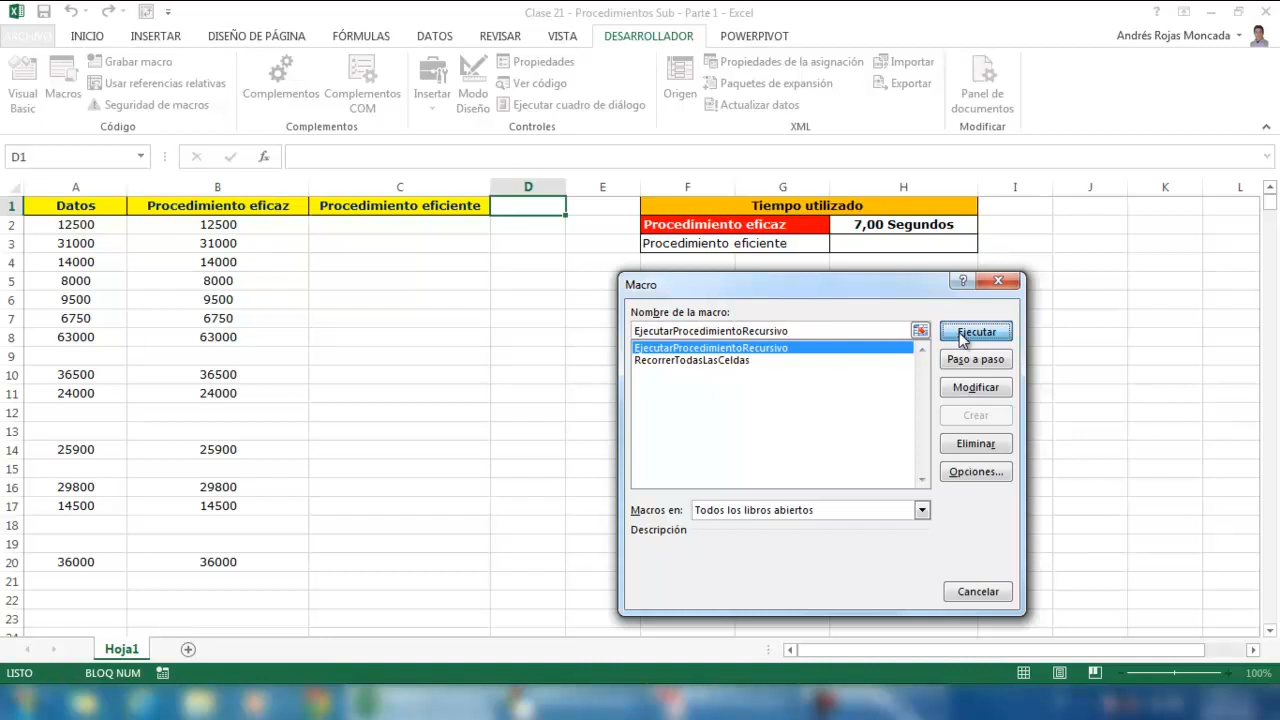 Clase 21 - Procedimientos Sub - Parte 1 - Excel
ARCHIVO INICIO INSERTAR DISEÑO DE PÁGINA FÓRMULAS DATOS REVISAR VISTA DESARROLLADOR POWERPIVOT Andrés Rojas Moncada
Visual Basic
Macros
Grabar macro
Usar referencias relativas
Seguridad de macros
Código
Complementos
Complementos COM
Complementos
Insertar
Modo Diseño
Propiedades
Ver código
Ejecutar cuadro de diálogo
Controles
Origen
Propiedades de la asignación
Paquetes de expansión
Actualizar datos
Importar
Exportar
XML
Panel de documentos
Modificar
D1 fx
A B C D E F G H I J K L
1 Datos Procedimiento eficaz Procedimiento eficiente Tiempo utilizado
2 12500 12500 Procedimiento eficaz 7,00 Segundos
3 31000 31000 Procedimiento eficiente
4 14000 14000
5 8000 8000
6 9500 9500
7 6750 6750
8 63000 63000
9
10 36500 36500
11 24000 24000
12
13
14 25900 25900
15
16 29800 29800
17 14500 14500
18
19
20 36000 36000
21
22
23
Macro
Nombre de la macro:
EjecutarProcedimientoRecursivo
EjecutarProcedimientoRecursivo
RecorrerTodasLasCeldas
Ejecutar
Paso a paso
Modificar
Crear
Eliminar
Opciones...
Macros en: Todos los libros abiertos
Descripción
Cancelar
Hoja1
LISTO BLOQ NUM 100%